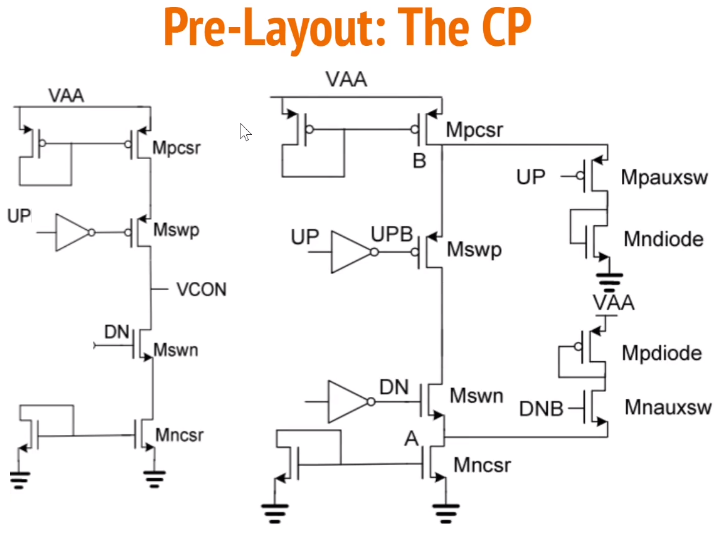 Pre-Layout: The CP
VAA
Mpcsr
UP
Mswp
VCON
DN
Mswn
Mncsr
VAA
Mpcsr
B
UP
Mpauxsw
UP
UPB
Mswp
Mndiode
VAA
Mpdiode
DN
Mswn
DNB
Mnauxsw
A
Mncsr